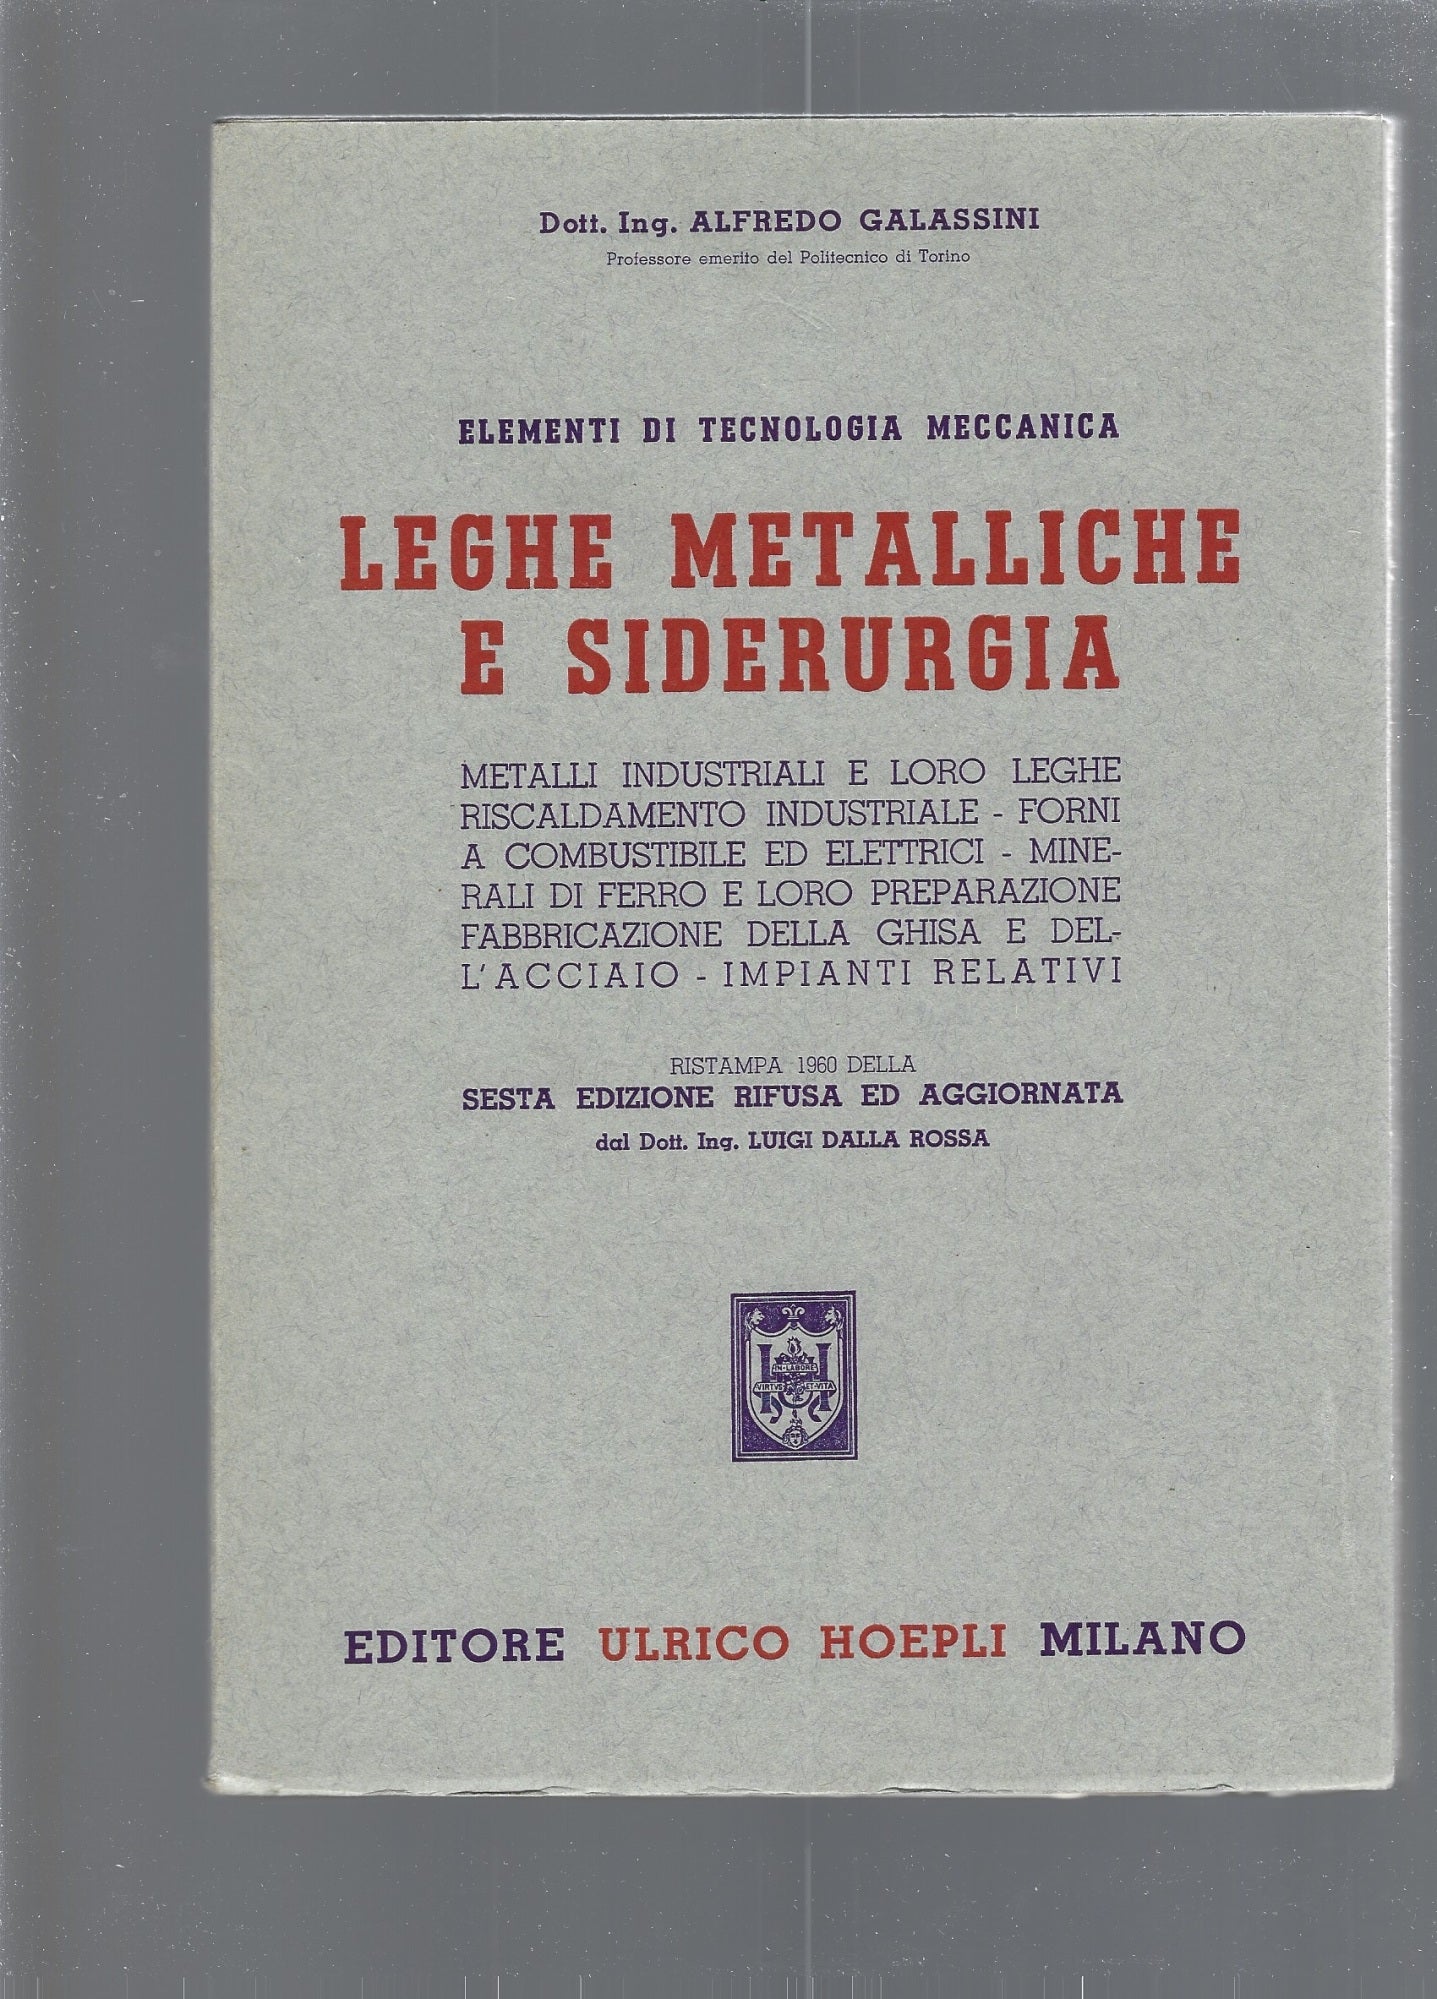 Dott. Ing. ALFREDO GALASSINI
Professore emerito del Politecnico di Torino
ELEMENTI DI TECNOLOGIA MECCANICA
LEGHE METALLICHE
E SIDERURGIA
METALLI INDUSTRIALI E LORO LEGHE
RISCALDAMENTO INDUSTRIALE - FORNI
A COMBUSTIBILE ED ELETTRICI - MINE-
RALI DI FERRO E LORO PREPARAZIONE
FABBRICAZIONE DELLA GHISA E DEL-
L'ACCIAIO - IMPIANTI RELATIVI
RISTAMPA 1960 DELLA
SESTA EDIZIONE RIFUSA ED AGGIORNATA
dal Dott. Ing. LUIGI DALLA ROSSA
IN·LABORE
VIRTVS ET·VITA
EDITORE ULRICO HOEPLI MILANO